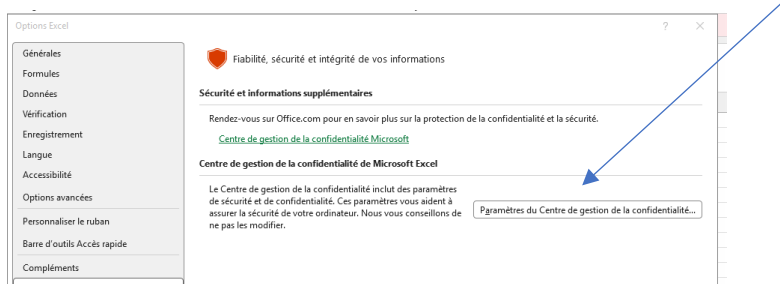 Options Excel
?
Générales
Formules
Données
Vérification
Enregistrement
Langue
Accessibilité
Options avancées
Personnaliser le ruban
Barre d'outils Accès rapide
Compléments
Fiabilité, sécurité et intégrité de vos informations
Sécurité et informations supplémentaires
Rendez-vous sur Office.com pour en savoir plus sur la protection de la confidentialité et la sécurité.
Centre de gestion de la confidentialité Microsoft
Centre de gestion de la confidentialité de Microsoft Excel
Le Centre de gestion de la confidentialité inclut des paramètres
de sécurité et de confidentialité. Ces paramètres vous aident à
assurer la sécurité de votre ordinateur. Nous vous conseillons de
ne pas les modifier.
Paramètres du Centre de gestion de la confidentialité...